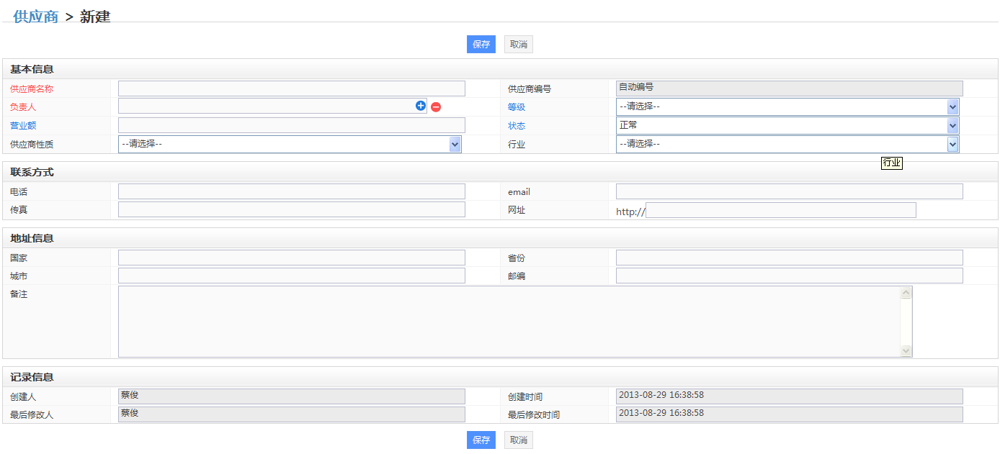 供应商 > 新建
保存 取消
基本信息
供应商名称 供应商编号 自动编号
负责人 等级 --请选择--
营业额 状态 正常
供应商性质 --请选择-- 行业 --请选择--
行业
联系方式
电话 email
传真 网址 http://
地址信息
国家 省份
城市 邮编
备注
记录信息
创建人 蔡俊 创建时间 2013-08-29 16:38:58
最后修改人 蔡俊 最后修改时间 2013-08-29 16:38:58
保存 取消